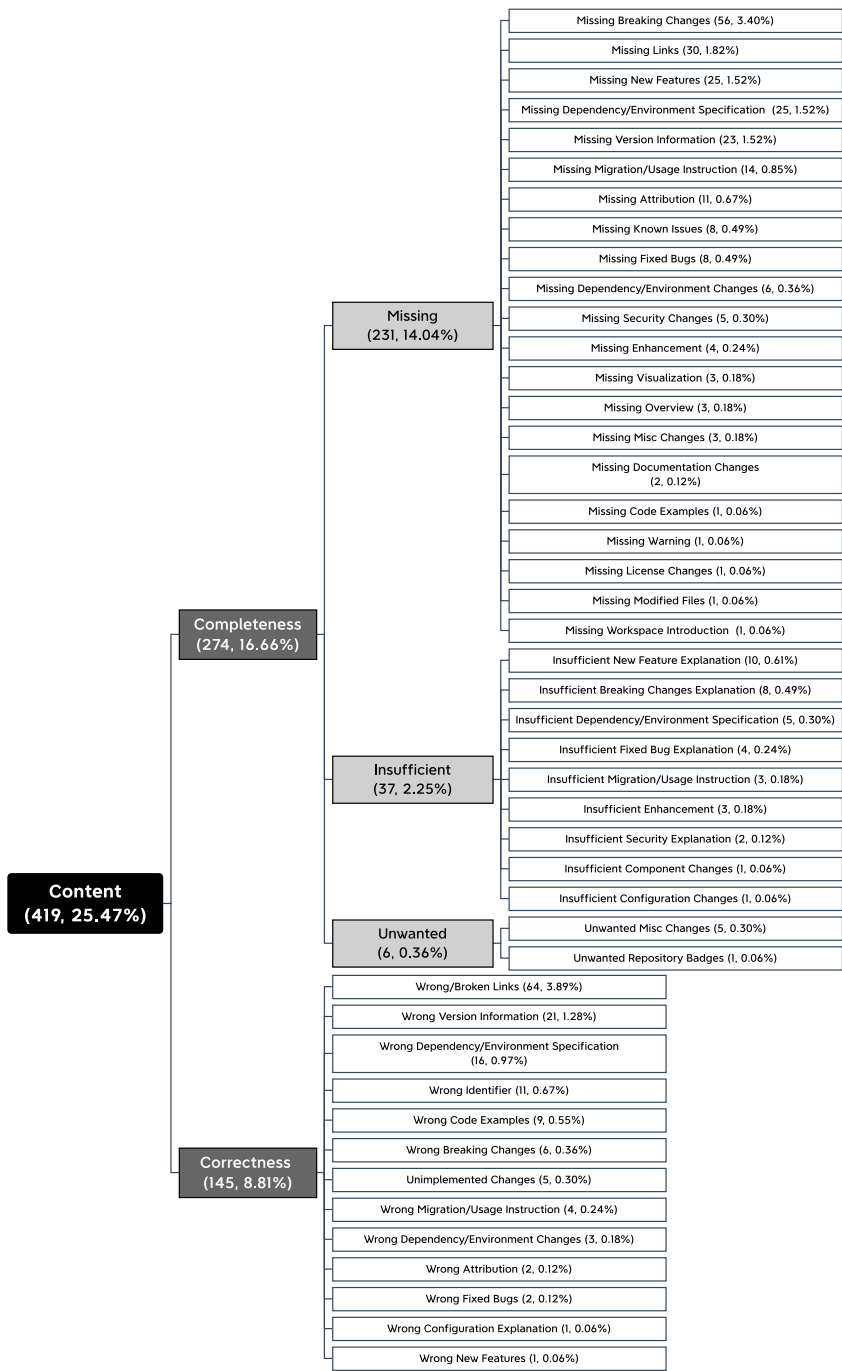 Missing Breaking Changes (56, 3.40%)
Missing Links (30, 1.82%)
Missing New Features (25, 1.52%)
Missing Dependency/Environment Specification (25, 1.52%)
Missing Version Information (23, 1.52%)
Missing Migration/Usage Instruction (14, 0.85%)
Missing Attribution (11, 0.67%)
Missing Known Issues (8, 0.49%)
Missing Fixed Bugs (8, 0.49%)
Missing Dependency/Environment Changes (6, 0.36%)
Missing
(231, 14.04%)
Missing Security Changes (5, 0.30%)
Missing Enhancement (4, 0.24%)
Missing Visualization (3, 0.18%)
Missing Overview (3, 0.18%)
Missing Misc Changes (3, 0.18%)
Missing Documentation Changes
(2, 0.12%)
Missing Code Examples (1, 0.06%)
Missing Warning (1, 0.06%)
Missing License Changes (1, 0.06%)
Missing Modified Files (1, 0.06%)
Missing Workspace Introduction (1, 0.06%)
Completeness
(274, 16.66%)
Insufficient New Feature Explanation (10, 0.61%)
Insufficient Breaking Changes Explanation (8, 0.49%)
Insufficient Dependency/Environment Specification (5, 0.30%)
Insufficient Fixed Bug Explanation (4, 0.24%)
Insufficient
(37, 2.25%)
Insufficient Migration/Usage Instruction (3, 0.18%)
Insufficient Enhancement (3, 0.18%)
Insufficient Security Explanation (2, 0.12%)
Insufficient Component Changes (1, 0.06%)
Insufficient Configuration Changes (1, 0.06%)
Content
(419, 25.47%)
Unwanted
(6, 0.36%)
Unwanted Misc Changes (5, 0.30%)
Unwanted Repository Badges (1, 0.06%)
Wrong/Broken Links (64, 3.89%)
Wrong Version Information (21, 1.28%)
Wrong Dependency/Environment Specification
(16, 0.97%)
Wrong Identifier (11, 0.67%)
Wrong Code Examples (9, 0.55%)
Wrong Breaking Changes (6, 0.36%)
Correctness
(145, 8.81%)
Unimplemented Changes (5, 0.30%)
Wrong Migration/Usage Instruction (4, 0.24%)
Wrong Dependency/Environment Changes (3, 0.18%)
Wrong Attribution (2, 0.12%)
Wrong Fixed Bugs (2, 0.12%)
Wrong Configuration Explanation (1, 0.06%)
Wrong New Features (1, 0.06%)